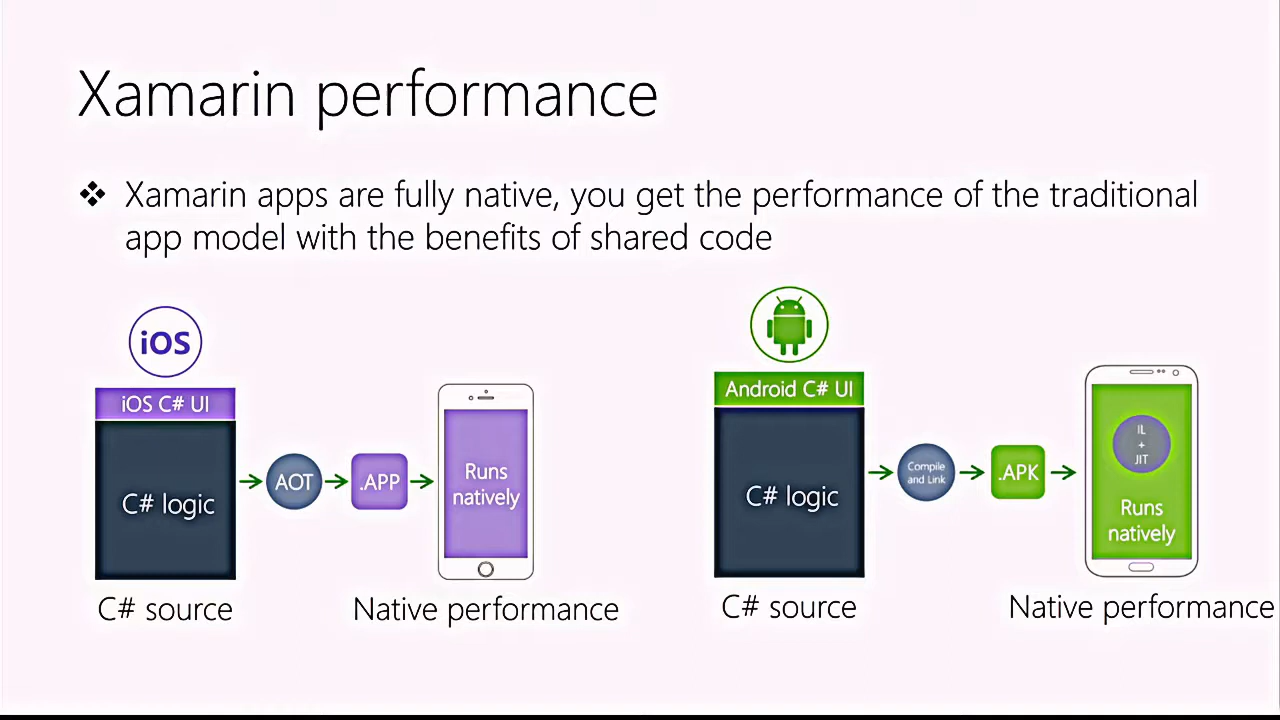 Xamarin performance
❖ Xamarin apps are fully native, you get the performance of the traditional
app model with the benefits of shared code
iOS
iOS C# UI
C# logic
AOT
.APP
Runs
natively
C# source
Native performance
Android C# UI
C# logic
Compile
and Link
.APK
IL
+
JIT
Runs
natively
C# source
Native performance